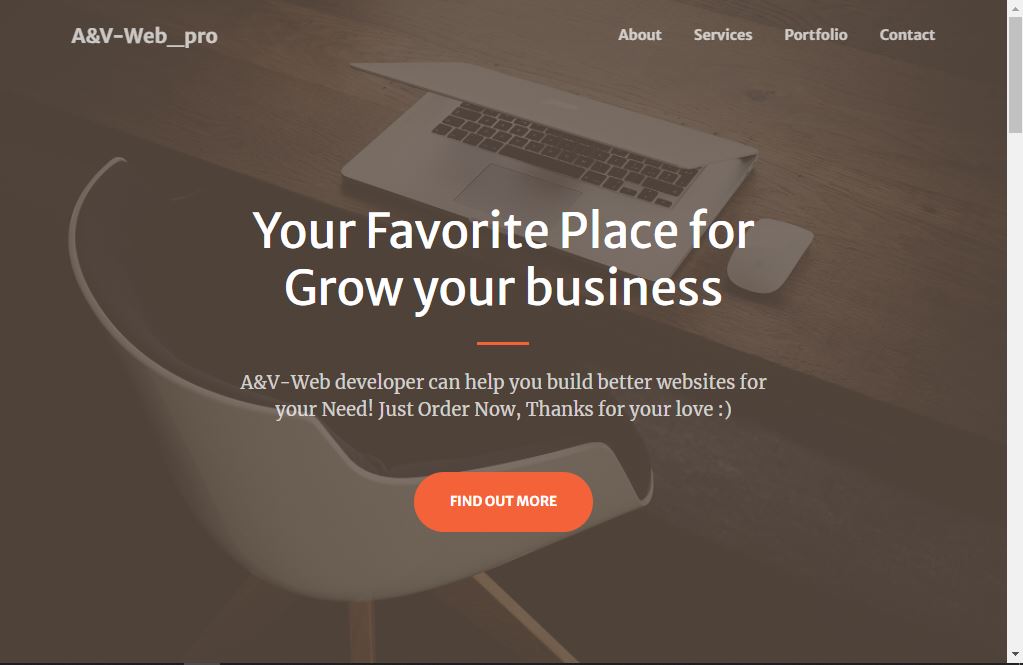 A&V-Web_pro
About Services Portfolio Contact
Your Favorite Place for
Grow your business
A&V-Web developer can help you build better websites for
your Need! Just Order Now, Thanks for your love :)
FIND OUT MORE